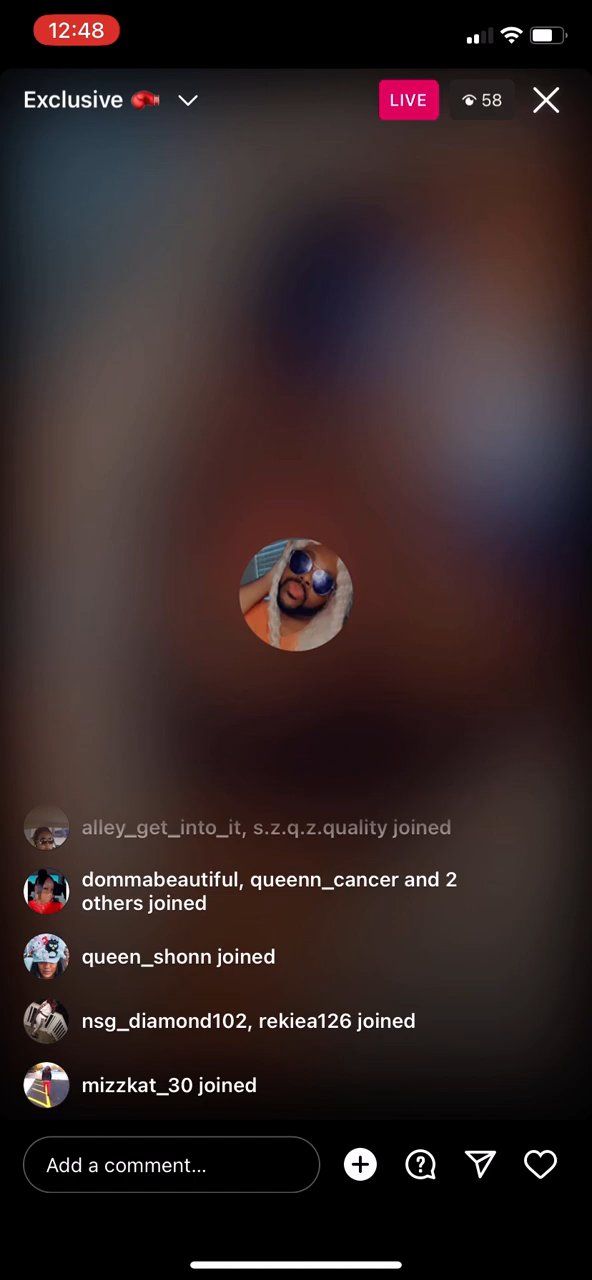 12:48
Exclusive 🥊
LIVE
58
alley_get_into_it, s.z.q.z.quality joined
dommabeautiful, queenn_cancer and 2
others joined
queen_shonn joined
nsg_diamond102, rekiea126 joined
mizzkat_30 joined
Add a comment...